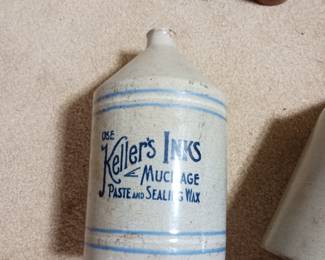 USE
Keller's INKS
& MUCILAGE
PASTE AND SEALING WAX